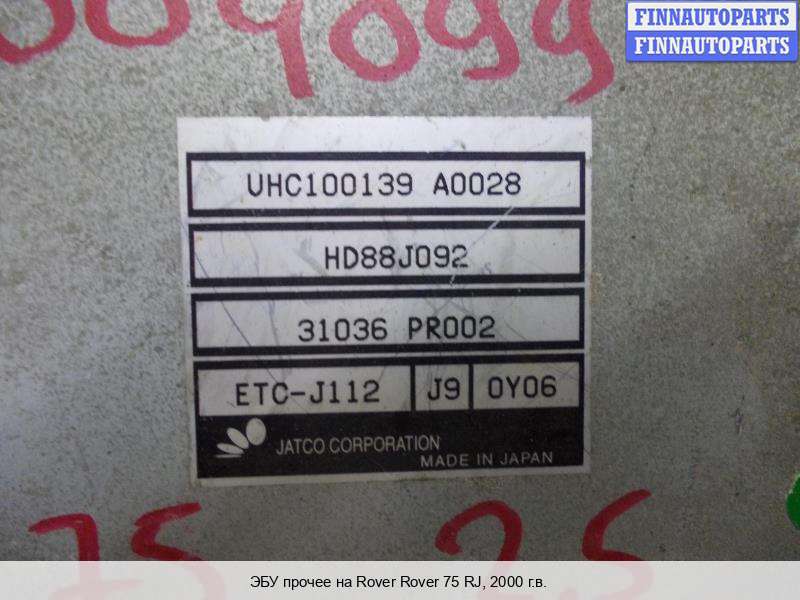 FINNAUTOPARTS
FINNAUTOPARTS
UHC100139 A0028
HD88J092
31036 PR002
ETC-J112 J9 0Y06
JATCO CORPORATION
MADE IN JAPAN
75 2.5
ЭБУ прочее на Rover Rover 75 RJ, 2000 г.в.